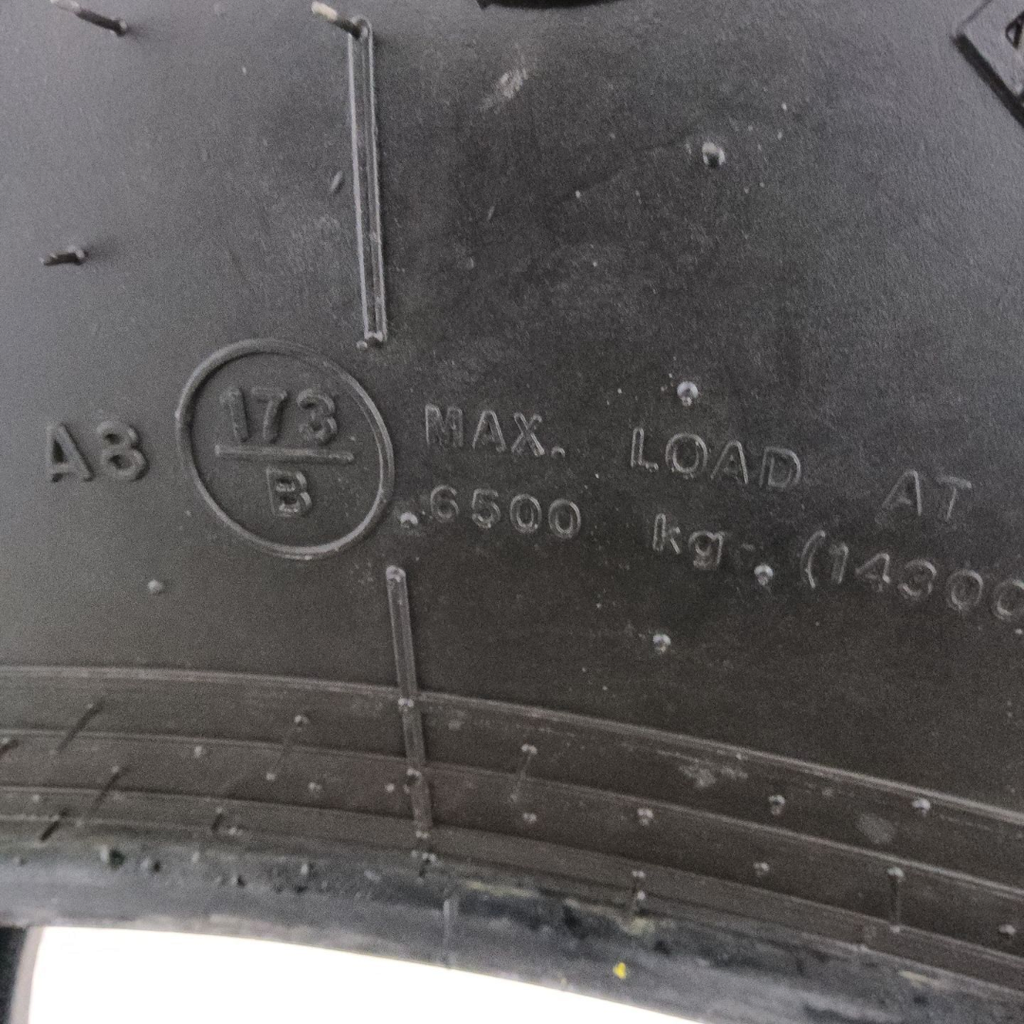 A8
173
B
MAX. LOAD AT
6500 kg. (14300